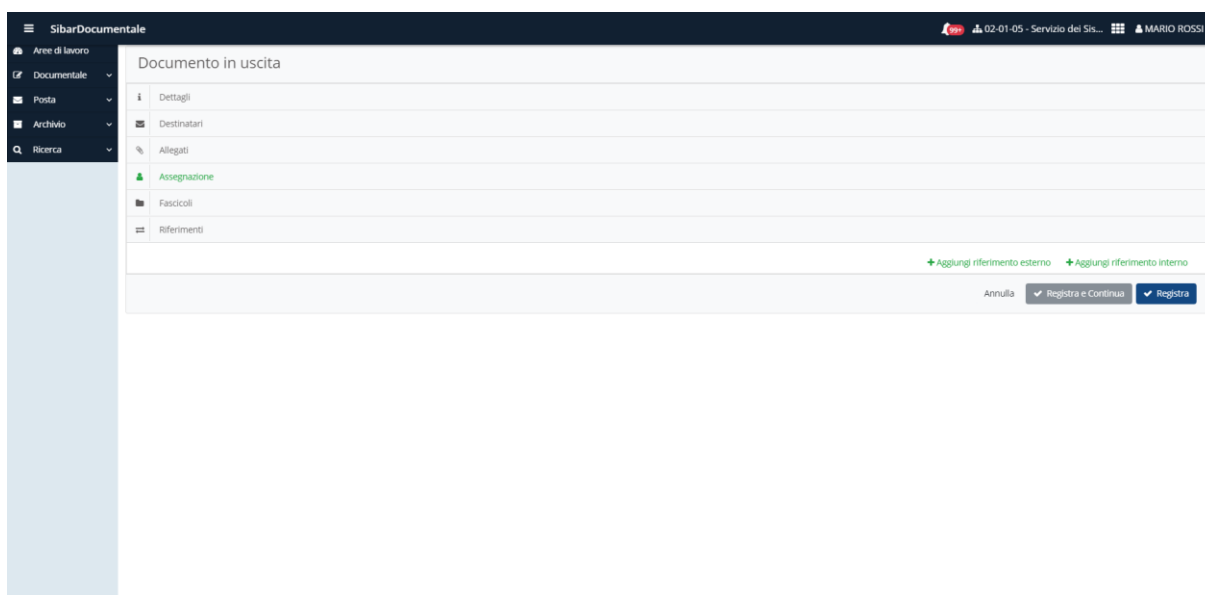 SibarDocumentale
99+ 02-01-05 - Servizio dei Sis... MARIO ROSSI
Aree di lavoro
Documentale
Posta
Archivio
Ricerca
Documento in uscita
Dettagli
Destinatari
Allegati
Assegnazione
Fascicoli
Riferimenti
+ Aggiungi riferimento esterno + Aggiungi riferimento interno
Annulla Registra e Continua Registra